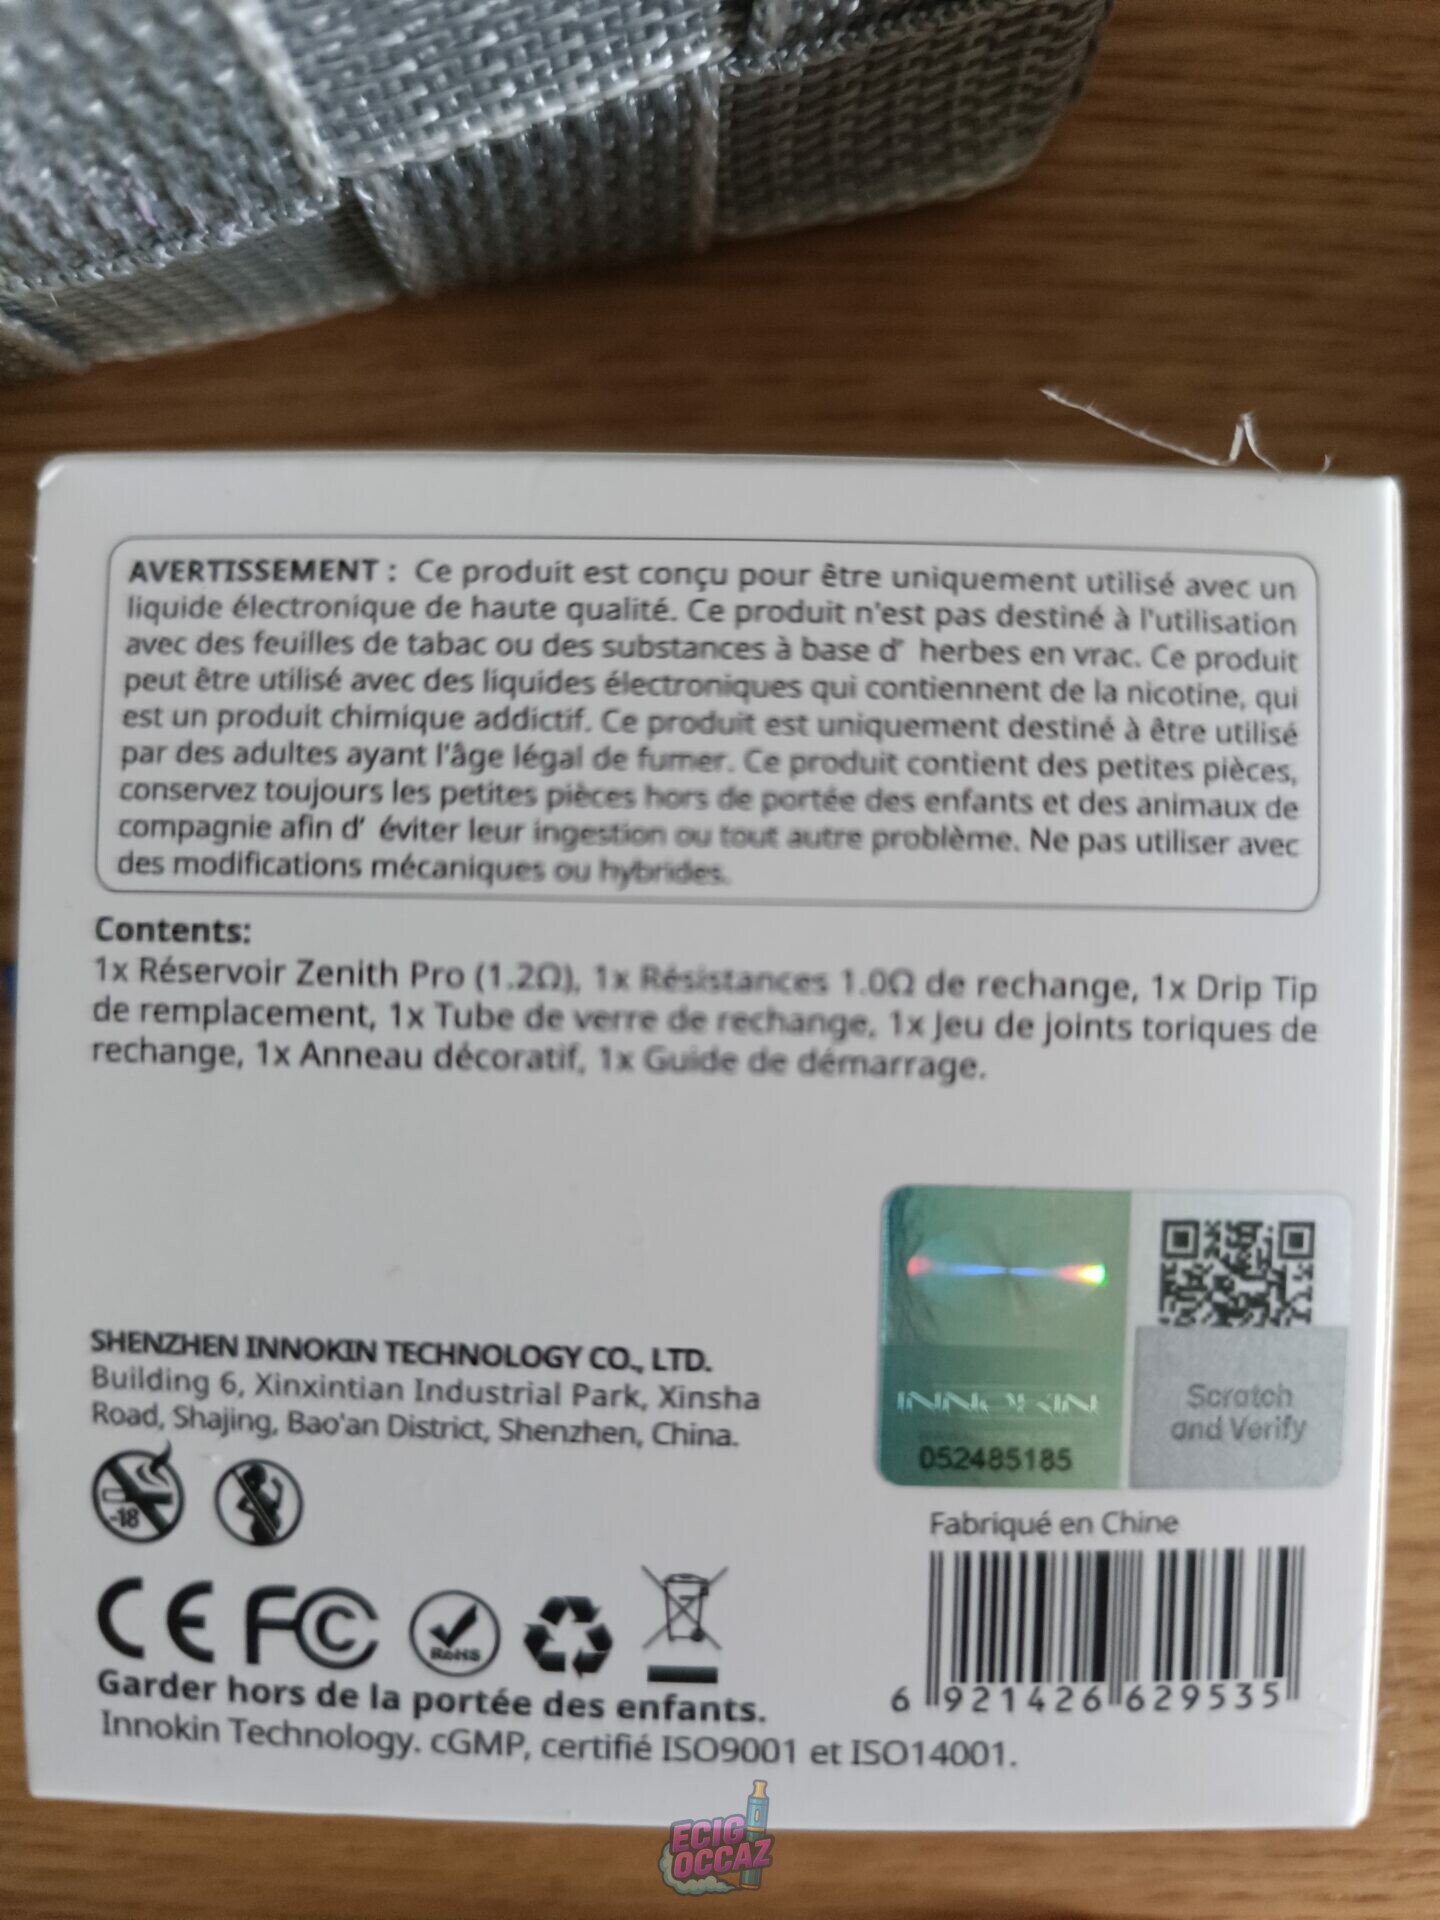 AVERTISSEMENT : Ce produit est conçu pour être uniquement utilisé avec un
liquide électronique de haute qualité. Ce produit n'est pas destiné à l'utilisation
avec des feuilles de tabac ou des substances à base d' herbes en vrac. Ce produit
peut être utilisé avec des liquides électroniques qui contiennent de la nicotine, qui
est un produit chimique addictif. Ce produit est uniquement destiné à être utilisé
par des adultes ayant l'âge légal de fumer. Ce produit contient des petites pièces,
conservez toujours les petites pièces hors de portée des enfants et des animaux de
compagnie afin d' éviter leur ingestion ou tout autre problème. Ne pas utiliser avec
des modifications mécaniques ou hybrides.
Contents:
1x Réservoir Zenith Pro (1.2Ω), 1x Résistances 1.0Ω de rechange, 1x Drip Tip
de remplacement, 1x Tube de verre de rechange, 1x Jeu de joints toriques de
rechange, 1x Anneau décoratif, 1x Guide de démarrage.
SHENZHEN INNOKIN TECHNOLOGY CO., LTD.
Building 6, Xinxintian Industrial Park, Xinsha
Road, Shajing, Bao'an District, Shenzhen, China.
-18
CE FC RoHS
Garder hors de la portée des enfants.
Innokin Technology. cGMP, certifié ISO9001 et ISO14001.
INNOKIN
052485185
Scratch
and Verify
Fabriqué en Chine
6 921426 629535
ECIG
OCCAZ